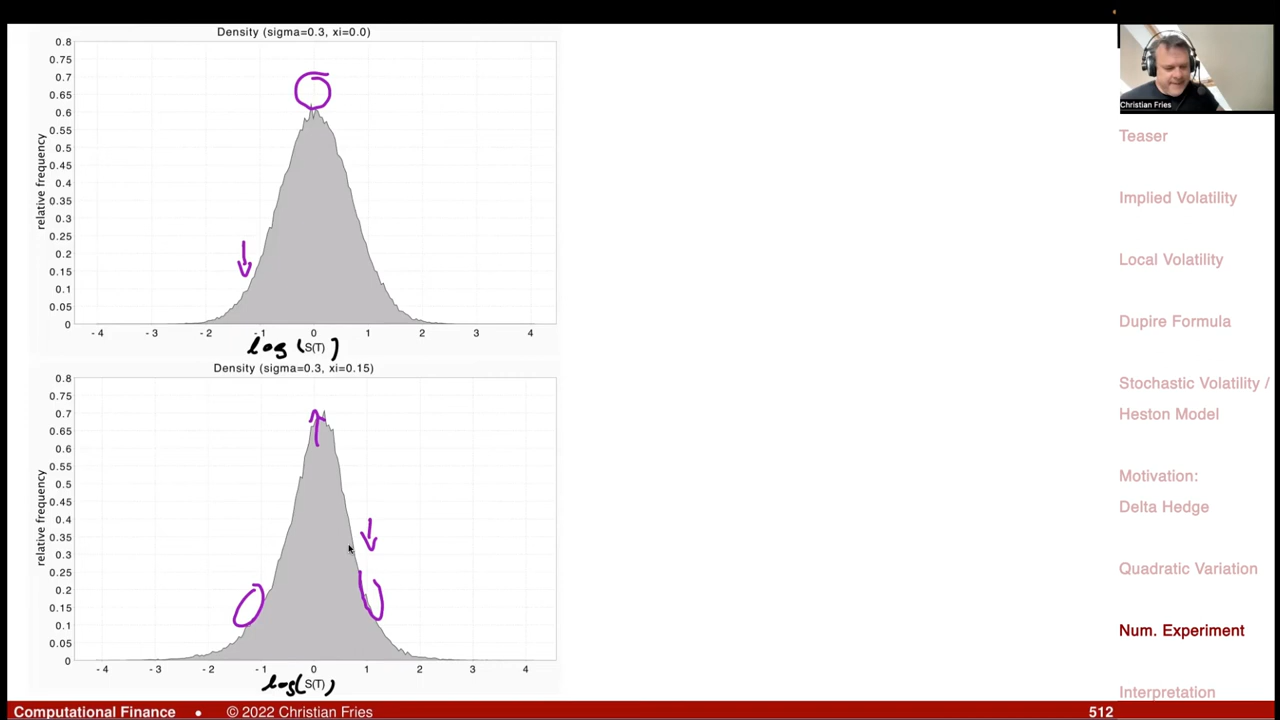 Density (sigma=0.3, xi=0.0)
0.8
0.75
0.7
0.65
0.6
0.55
0.5
0.45
0.4
0.35
0.3
0.25
0.2
0.15
0.1
0.05
0
relative frequency
-4 -3 -2 -1 0 1 2 3 4
log(S(T))
Density (sigma=0.3, xi=0.15)
0.8
0.75
0.7
0.65
0.6
0.55
0.5
0.45
0.4
0.35
0.3
0.25
0.2
0.15
0.1
0.05
0
relative frequency
-4 -3 -2 -1 0 1 2 3 4
log(S(T))
Christian Fries
Teaser
Implied Volatility
Local Volatility
Dupire Formula
Stochastic Volatility /
Heston Model
Motivation:
Delta Hedge
Quadratic Variation
Num. Experiment
Interpretation
Computational Finance • © 2022 Christian Fries 512